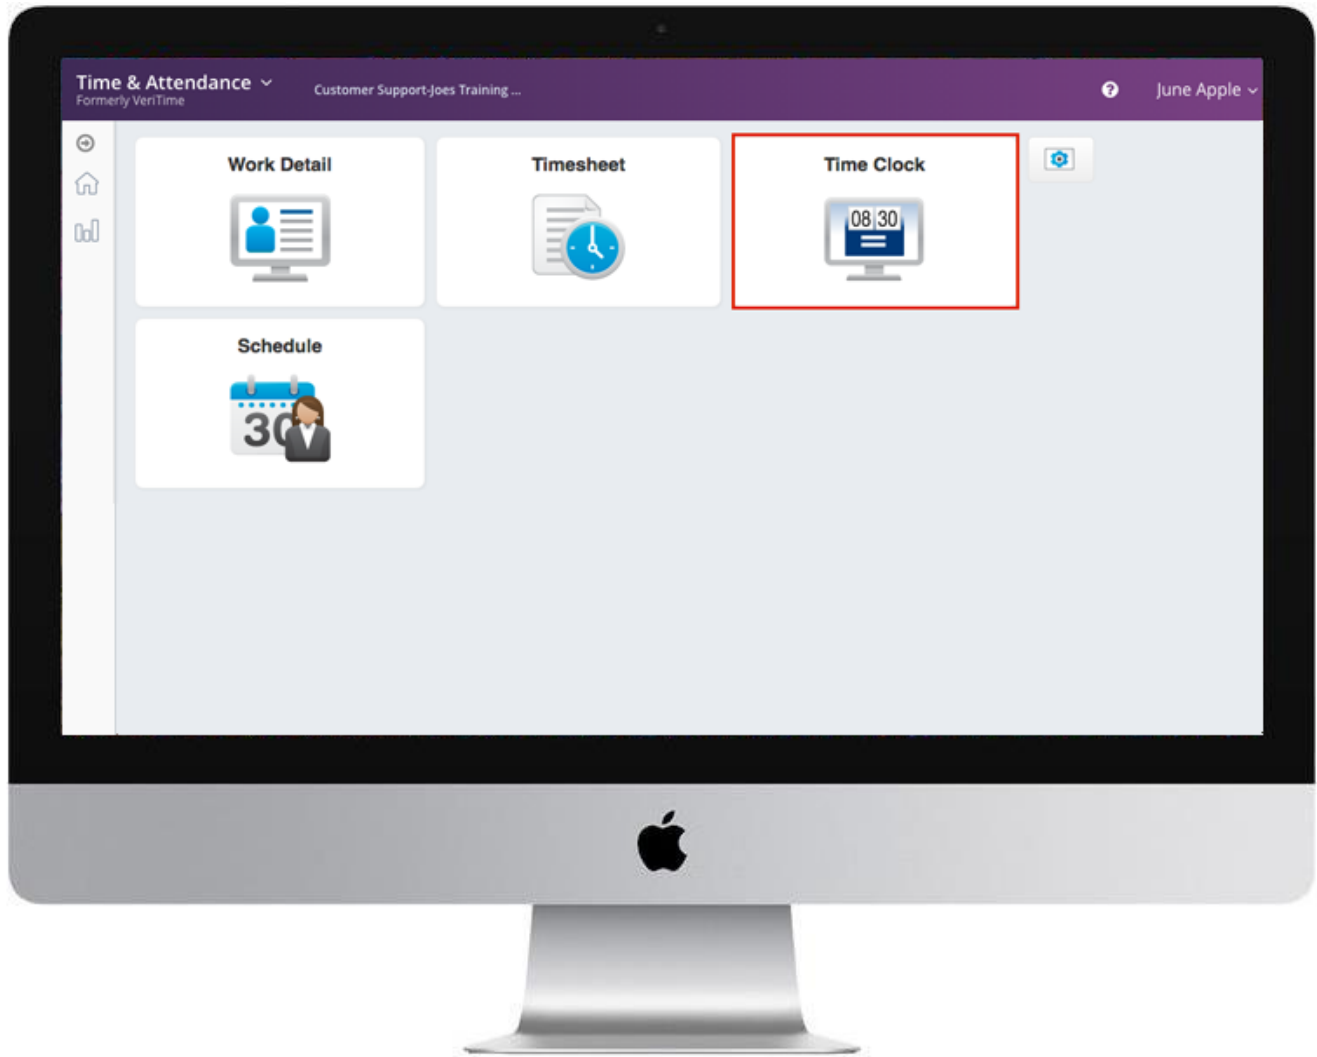 Time & Attendance
Formerly VeriTime
Customer Support-Joes Training ...
?
June Apple
Work Detail
Timesheet
Time Clock
08 30
Schedule
30